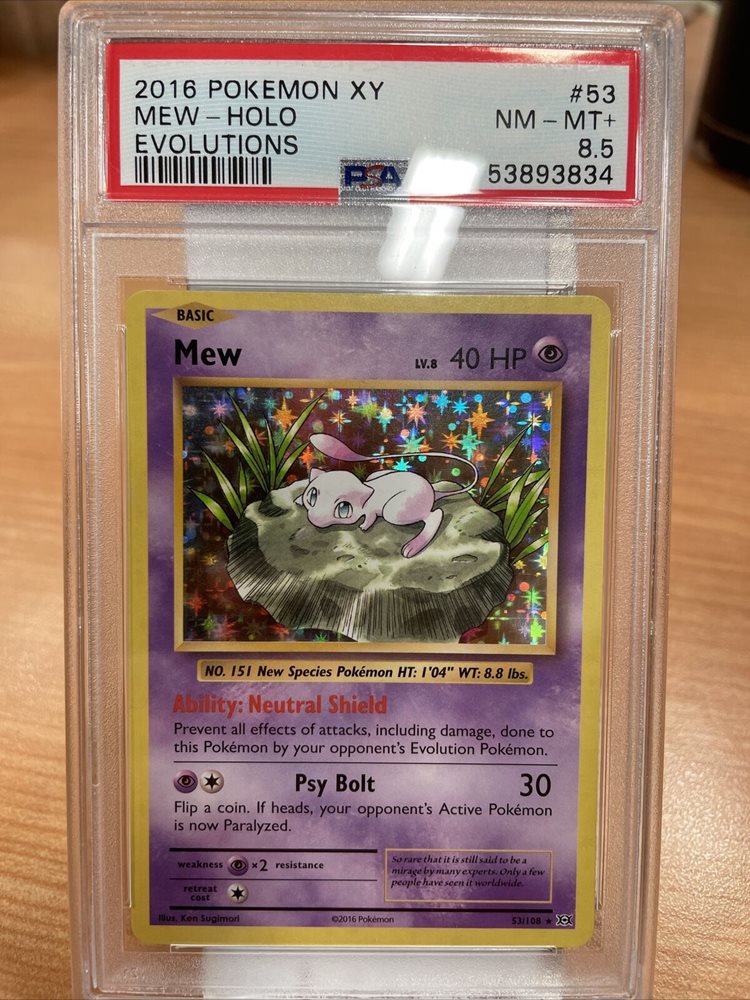 2016 POKEMON XY #53
MEW – HOLO NM – MT+
EVOLUTIONS 8.5
PSA 53893834
BASIC
Mew LV.8 40 HP
NO. 151 New Species Pokémon HT: 1'04" WT: 8.8 lbs.
Ability: Neutral Shield
Prevent all effects of attacks, including damage, done to
this Pokémon by your opponent's Evolution Pokémon.
Psy Bolt 30
Flip a coin. If heads, your opponent's Active Pokémon
is now Paralyzed.
weakness ×2 resistance
retreat
cost
So rare that it is still said to be a
mirage by many experts. Only a few
people have seen it worldwide.
Illus. Ken Sugimori ©2016 Pokémon 53/108 ★